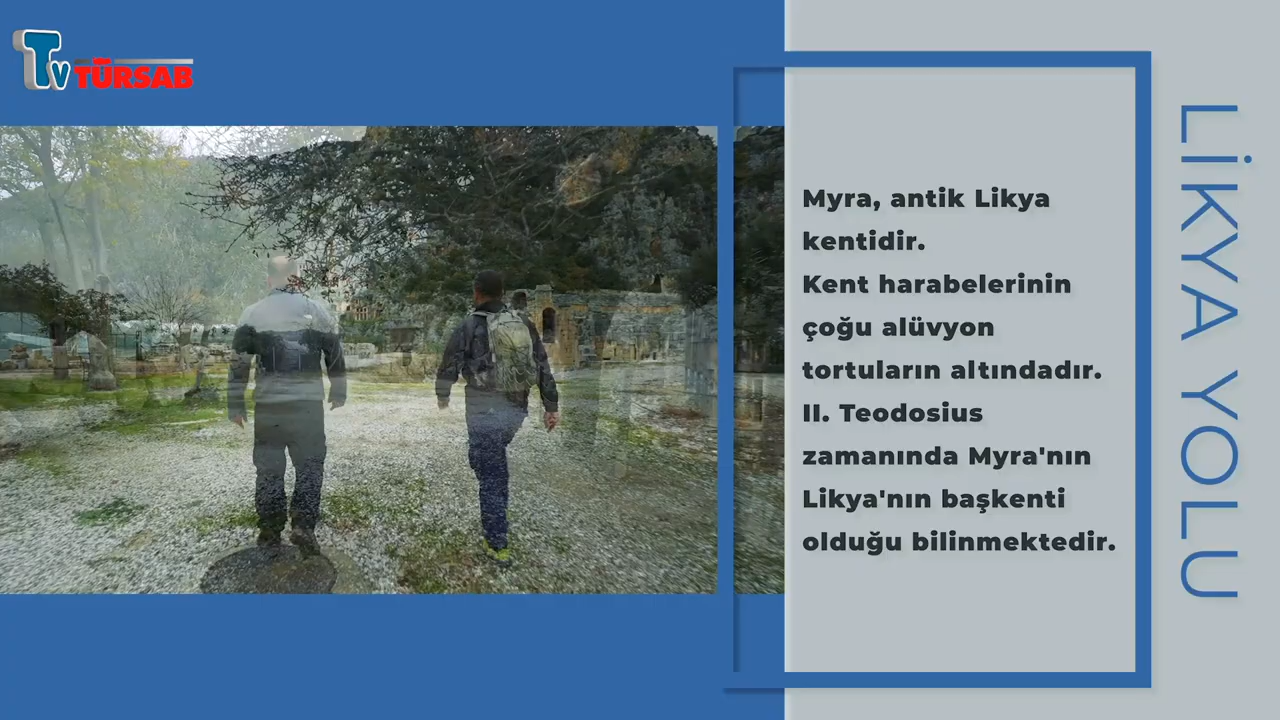 Tv TÜRSAB
Myra, antik Likya
kentidir.
Kent harabelerinin
çoğu alüvyon
tortuların altındadır.
II. Teodosius
zamanında Myra'nın
Likya'nın başkenti
olduğu bilinmektedir.
LİKYA YOLU